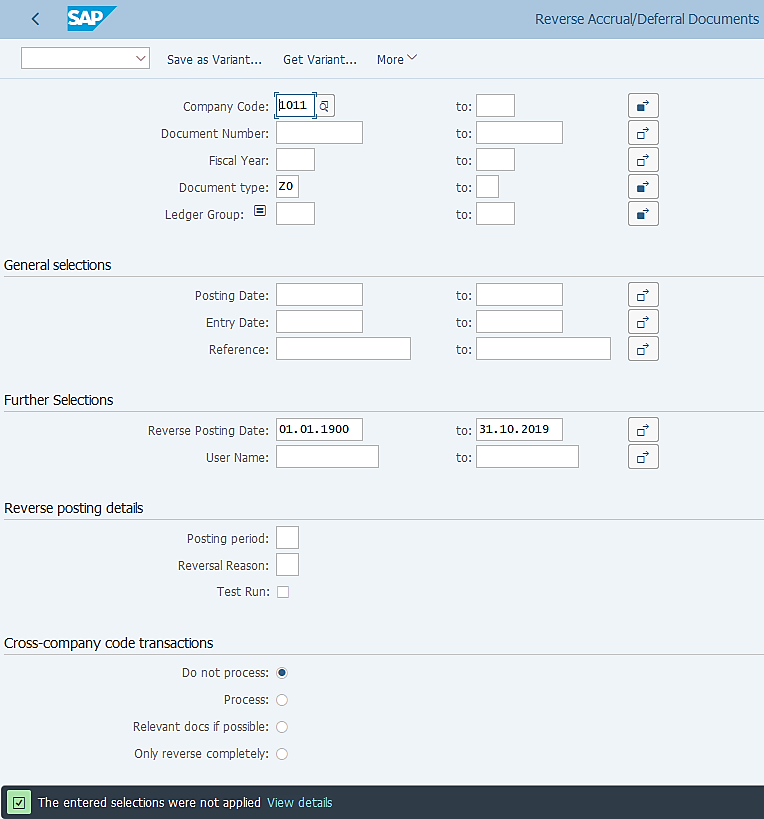 SAP Reverse Accrual/Deferral Documents
Save as Variant... Get Variant... More
Company Code: 1011 to:
Document Number: to:
Fiscal Year: to:
Document type: ZO to:
Ledger Group: to:
General selections
Posting Date: to:
Entry Date: to:
Reference: to:
Further Selections
Reverse Posting Date: 01.01.1900 to: 31.10.2019
User Name: to:
Reverse posting details
Posting period:
Reversal Reason:
Test Run:
Cross-company code transactions
Do not process:
Process:
Relevant docs if possible:
Only reverse completely:
The entered selections were not applied View details